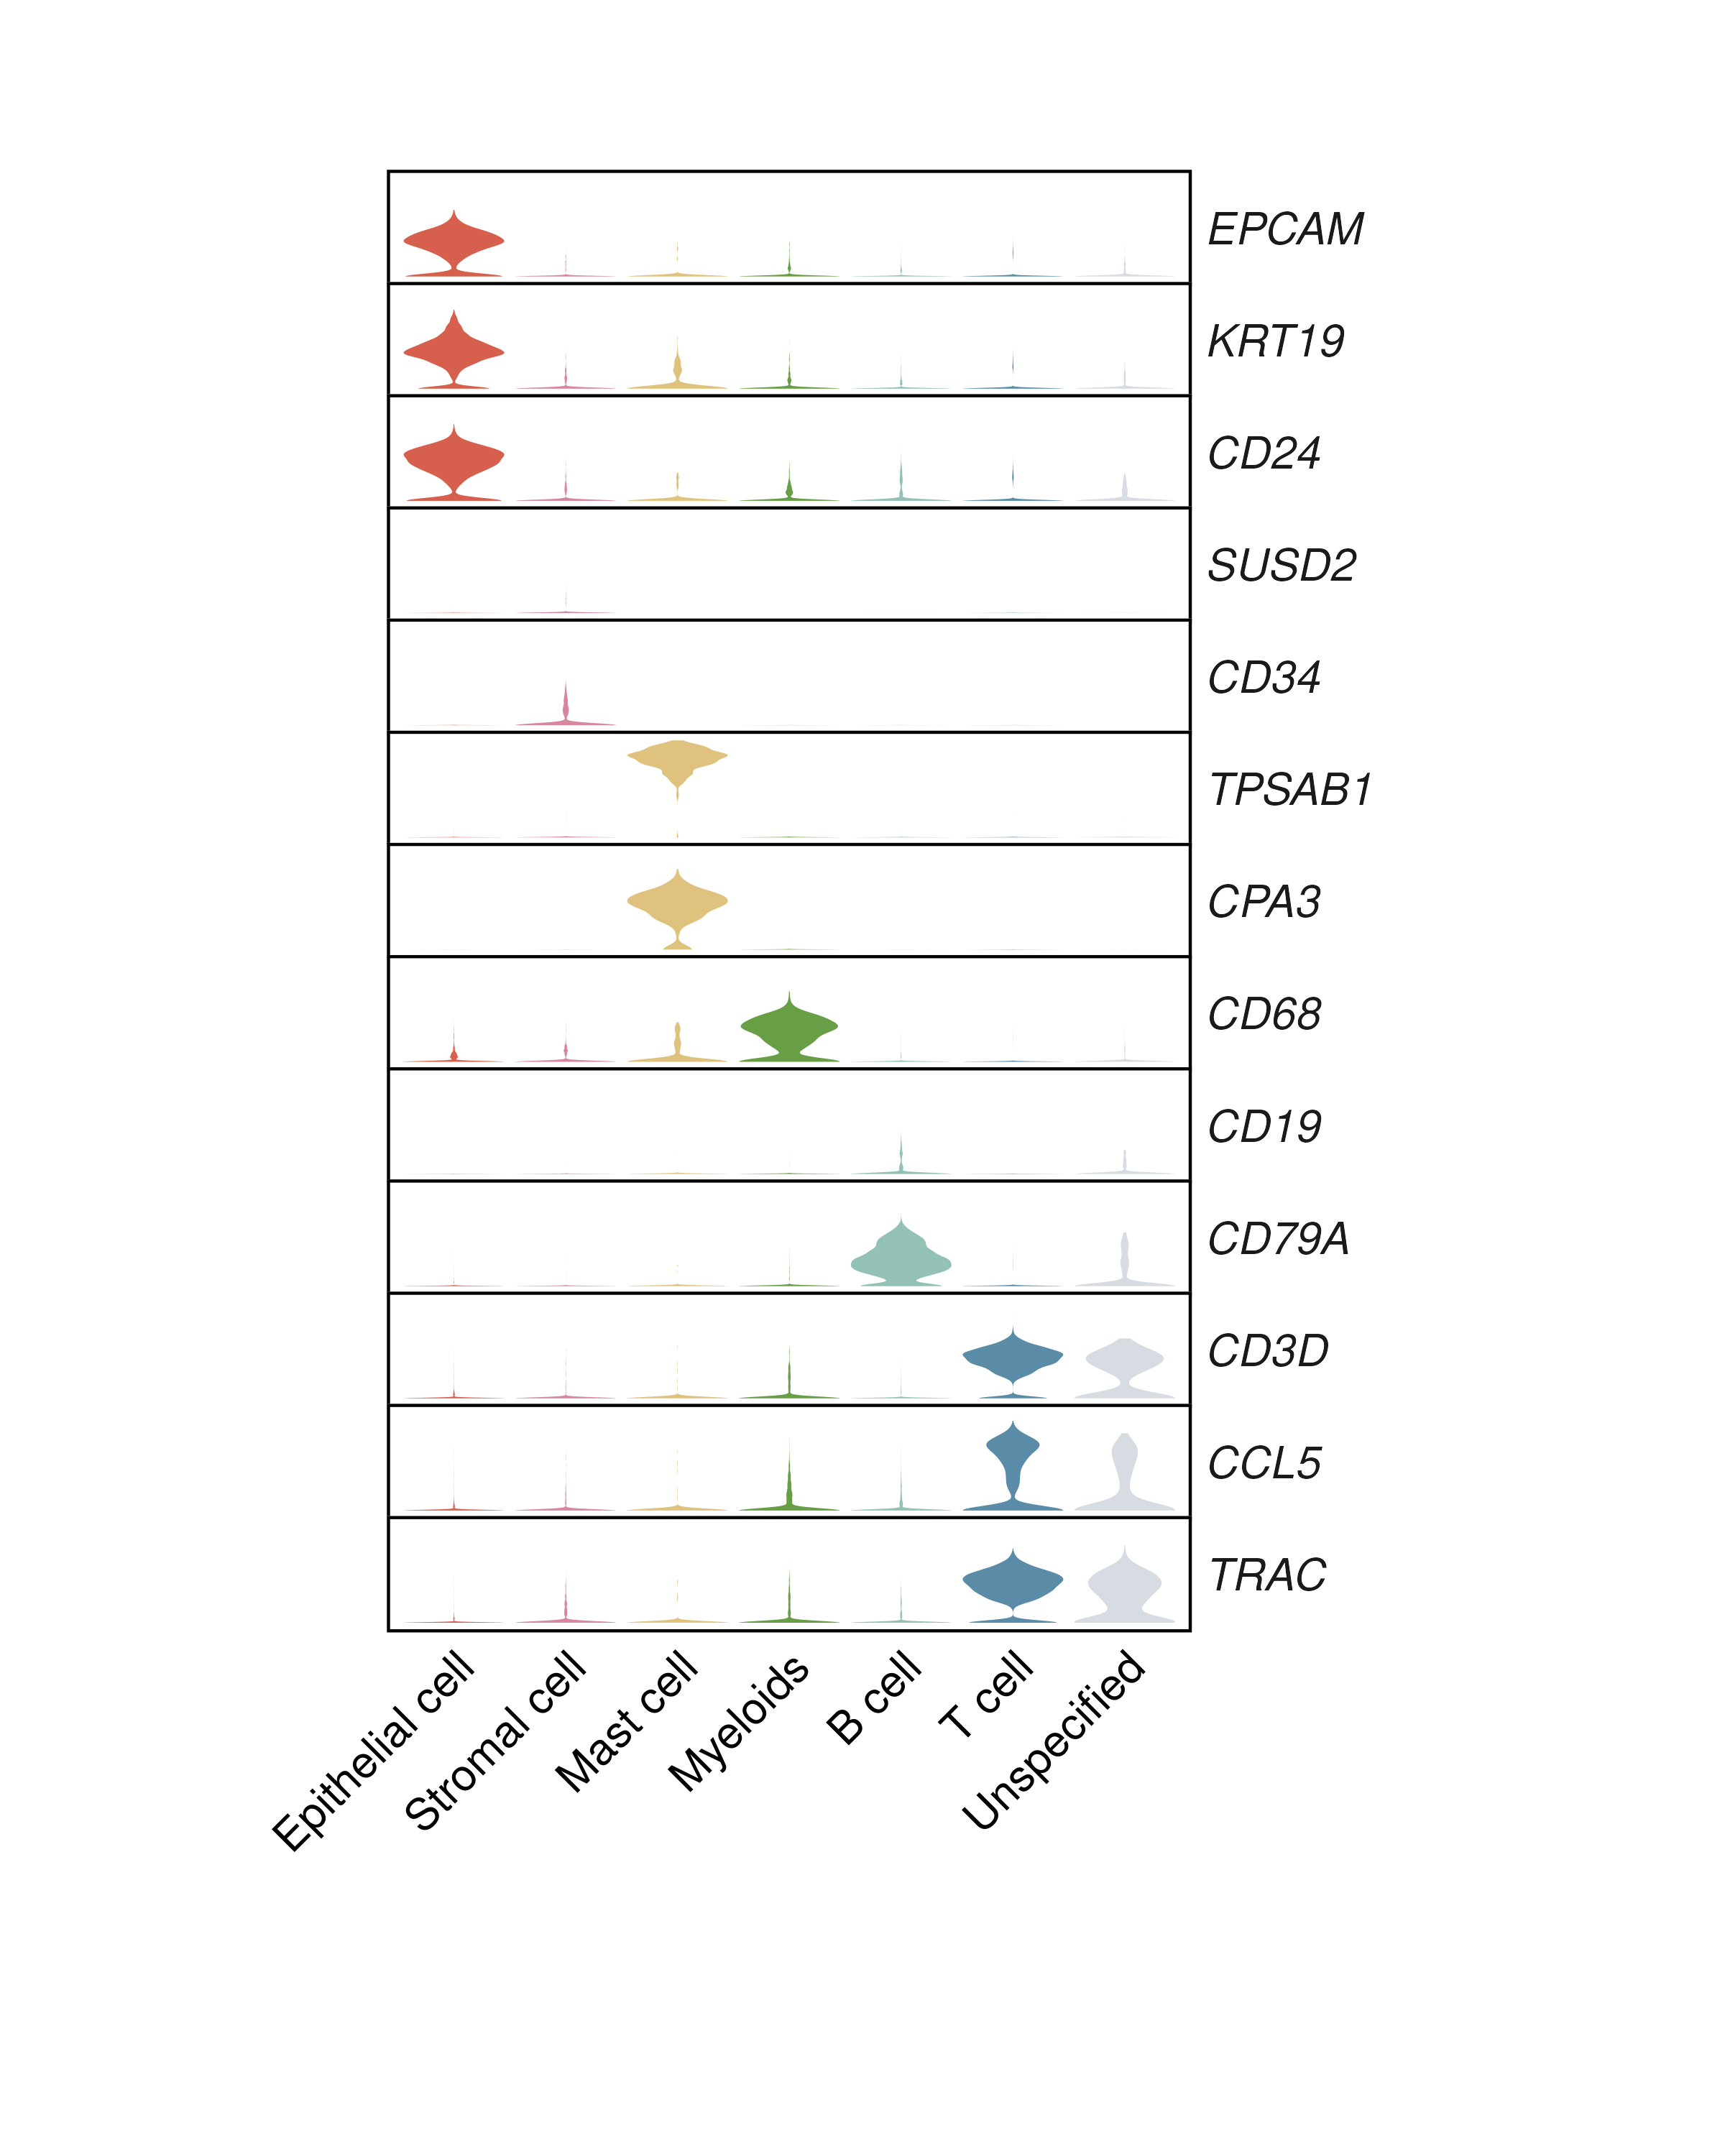 EPCAM
KRT19
CD24
SUSD2
CD34
TPSAB1
CPA3
CD68
CD19
CD79A
CD3D
CCL5
TRAC
Epithelial cell
Stromal cell
Mast cell
Myeloids
B cell
T cell
Unspecified